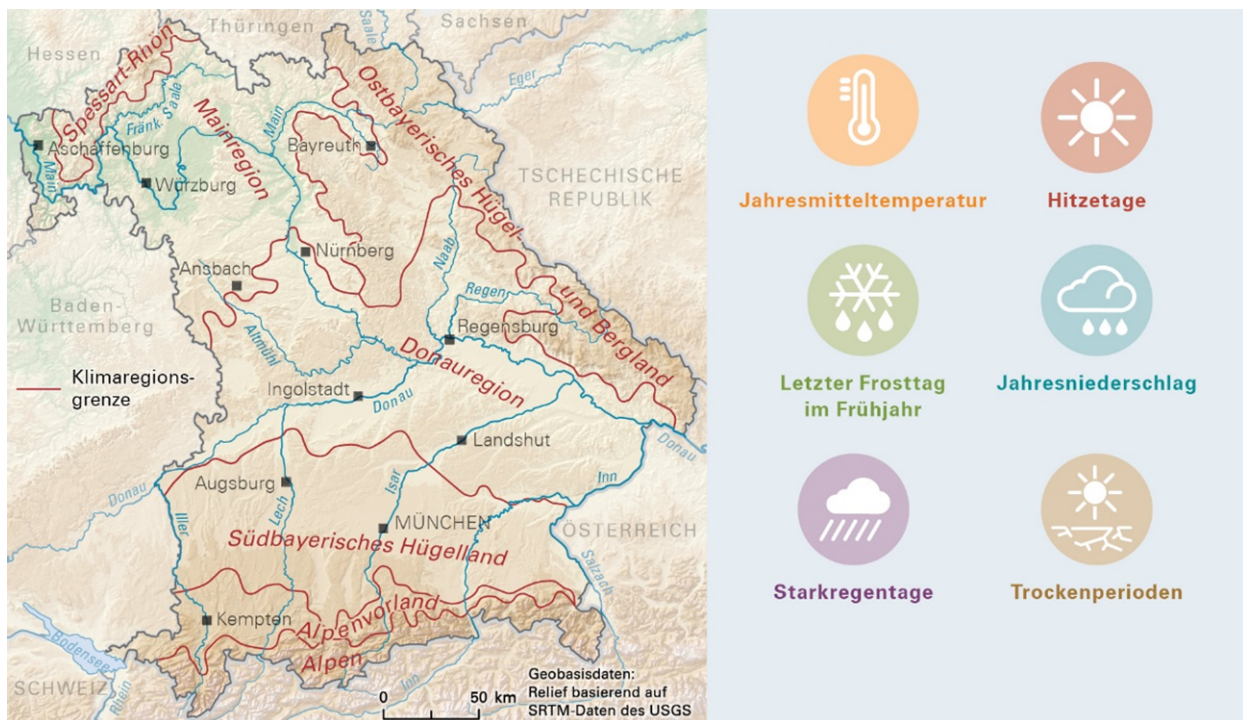 Thüringen
Sachsen
Hessen
Saale
Eger
Spessart-Rhön
Fränk. Saale
Mainregion
Main
Ostbayerisches Hügel-
und Bergland
Aschaffenburg
Bayreuth
Main
Würzburg
TSCHECHISCHE
REPUBLIK
Nürnberg
Naab
Ansbach
Regen
Baden-
Württemberg
Altmühl
Regensburg
Klimaregions-
grenze
Donauregion
Ingolstadt
Donau
Landshut
Donau
Augsburg
Isar
Inn
Donau
Lech
Iller
MÜNCHEN
ÖSTERREICH
Südbayerisches Hügelland
Salzach
Kempten
Alpenvorland
Alpen
Bodensee
SCHWEIZ
Rhein
Inn
0 50 km
Geobasisdaten:
Relief basierend auf
SRTM-Daten des USGS
Jahresmitteltemperatur
Hitzetage
Letzter Frosttag
im Frühjahr
Jahresniederschlag
Starkregentage
Trockenperioden